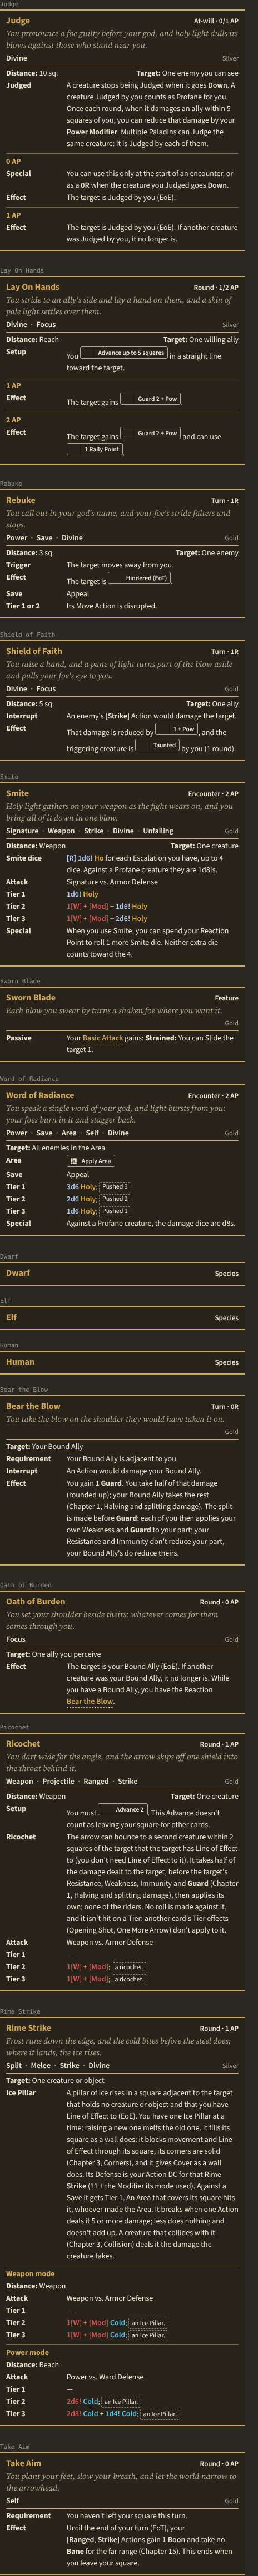 Judge
Judge At-will · 0/1 AP
You pronounce a foe guilty before your god, and holy light dulls its
blows against those who stand near you.
Divine Silver
Distance: 10 sq. Target: One enemy you can see
Judged A creature stops being Judged when it goes Down. A
creature Judged by you counts as Profane for you.
Once each round, when it damages an ally within 5
squares of you, you can reduce that damage by your
Power Modifier. Multiple Paladins can Judge the
same creature: it is Judged by each of them.
0 AP
Special You can use this only at the start of an encounter, or
as a 0R when the creature you Judged goes Down.
Effect The target is Judged by you (EoE).
1 AP
Effect The target is Judged by you (EoE). If another creature
was Judged by you, it no longer is.
Lay On Hands
Lay On Hands Round · 1/2 AP
You stride to an ally's side and lay a hand on them, and a skin of
pale light settles over them.
Divine · Focus Silver
Distance: Reach Target: One willing ally
Setup You Advance up to 5 squares in a straight line
toward the target.
1 AP
Effect The target gains Guard 2 + Pow.
2 AP
Effect The target gains Guard 2 + Pow and can use
1 Rally Point.
Rebuke
Rebuke Turn · 1R
You call out in your god's name, and your foe's stride falters and
stops.
Power · Save · Divine Gold
Distance: 3 sq. Target: One enemy
Trigger The target moves away from you.
Effect The target is Hindered (EoT).
Save Appeal
Tier 1 or 2 Its Move Action is disrupted.
Shield of Faith
Shield of Faith Turn · 1R
You raise a hand, and a pane of light turns part of the blow aside
and pulls your foe's eye to you.
Divine · Focus Gold
Distance: 5 sq. Target: One ally
Interrupt An enemy's [Strike] Action would damage the target.
Effect That damage is reduced by 1 + Pow, and the
triggering creature is Taunted by you (1 round).
Smite
Smite Encounter · 2 AP
Holy light gathers on your weapon as the fight wears on, and you
bring all of it down in one blow.
Signature · Weapon · Strike · Divine · Unfailing Gold
Distance: Weapon Target: One creature
Smite dice [R] 1d6! Ho for each Escalation you have, up to 4
dice. Against a Profane creature they are 1d8!s.
Attack Signature vs. Armor Defense
Tier 1 1d6! Holy
Tier 2 1[W] + [Mod] + 1d6! Holy
Tier 3 1[W] + [Mod] + 2d6! Holy
Special When you use Smite, you can spend your Reaction
Point to roll 1 more Smite die. Neither extra die
counts toward the 4.
Sworn Blade
Sworn Blade Feature
Each blow you swear by turns a shaken foe where you want it.
Gold
Passive Your Basic Attack gains: Strained: You can Slide the
target 1.
Word of Radiance
Word of Radiance Encounter · 2 AP
You speak a single word of your god, and light bursts from you:
your foes burn in it and stagger back.
Power · Save · Area · Self · Divine Gold
Target: All enemies in the Area
Area Apply Area
Save Appeal
Tier 1 3d6 Holy; Pushed 3
Tier 2 2d6 Holy; Pushed 2
Tier 3 1d6 Holy; Pushed 1
Special Against a Profane creature, the damage dice are d8s.
Dwarf
Dwarf Species
Elf
Elf Species
Human
Human Species
Bear the Blow
Bear the Blow Turn · 0R
You take the blow on the shoulder they would have taken it on.
Gold
Target: Your Bound Ally
Requirement Your Bound Ally is adjacent to you.
Interrupt An Action would damage your Bound Ally.
Effect You gain 1 Guard. You take half of that damage
(rounded up); your Bound Ally takes the rest
(Chapter 1, Halving and splitting damage). The split
is made before Guard: each of you then applies your
own Weakness and Guard to your part; your
Resistance and Immunity don't reduce your part,
your Bound Ally's do reduce theirs.
Oath of Burden
Oath of Burden Round · 0 AP
You set your shoulder beside theirs: whatever comes for them
comes through you.
Focus Gold
Target: One ally you perceive
Effect The target is your Bound Ally (EoE). If another
creature was your Bound Ally, it no longer is. While
you have a Bound Ally, you have the Reaction
Bear the Blow.
Ricochet
Ricochet Round · 1 AP
You dart wide for the angle, and the arrow skips off one shield into
the throat behind it.
Weapon · Projectile · Ranged · Strike Gold
Distance: Weapon Target: One creature
Setup You must Advance 2. This Advance doesn't
count as leaving your square for other cards.
Ricochet The arrow can bounce to a second creature within 2
squares of the target that the target has Line of Effect
to (you don't need Line of Effect to it). It takes half of
the damage dealt to the target, before the target's
Resistance, Weakness, Immunity and Guard (Chapter
1, Halving and splitting damage), then applies its
own; none of the riders. No roll is made against it,
and it isn't hit on a Tier: another card's Tier effects
(Opening Shot, One More Arrow) don't apply to it.
Attack Weapon vs. Armor Defense
Tier 1 —
Tier 2 1[W] + [Mod]; a ricochet.
Tier 3 1[W] + [Mod]; a ricochet.
Rime Strike
Rime Strike Round · 1 AP
Frost runs down the edge, and the cold bites before the steel does;
where it lands, the ice rises.
Split · Melee · Strike · Divine Silver
Target: One creature or object
Ice Pillar A pillar of ice rises in a square adjacent to the target
that holds no creature or object and that you have
Line of Effect to (EoE). You have one Ice Pillar at a
time: raising a new one melts the old one. It fills its
square as a wall does: it blocks movement and Line
of Effect through its square, its corners are solid
(Chapter 3, Corners), and it gives Cover as a wall
does. Its Defense is your Action DC for that Rime
Strike (11 + the Modifier its mode used). Against a
Save it gets Tier 1. An Area that covers its square hits
it, whoever made the Area. It breaks when one Action
deals it 5 or more damage; less does nothing and
doesn't add up. A creature that collides with it
(Chapter 3, Collision) deals it the damage the
creature takes.
Weapon mode
Distance: Weapon
Attack Weapon vs. Armor Defense
Tier 1 —
Tier 2 1[W] + [Mod] Cold; an Ice Pillar.
Tier 3 1[W] + [Mod] Cold; an Ice Pillar.
Power mode
Distance: Reach
Attack Power vs. Ward Defense
Tier 1 —
Tier 2 2d6! Cold; an Ice Pillar.
Tier 3 2d8! Cold + 1d4! Cold; an Ice Pillar.
Take Aim
Take Aim Round · 0 AP
You plant your feet, slow your breath, and let the world narrow to
the arrowhead.
Self Gold
Requirement You haven't left your square this turn.
Effect Until the end of your turn (EoT), your
[Ranged, Strike] Actions gain 1 Boon and take no
Bane for the far range (Chapter 15). This ends when
you leave your square.